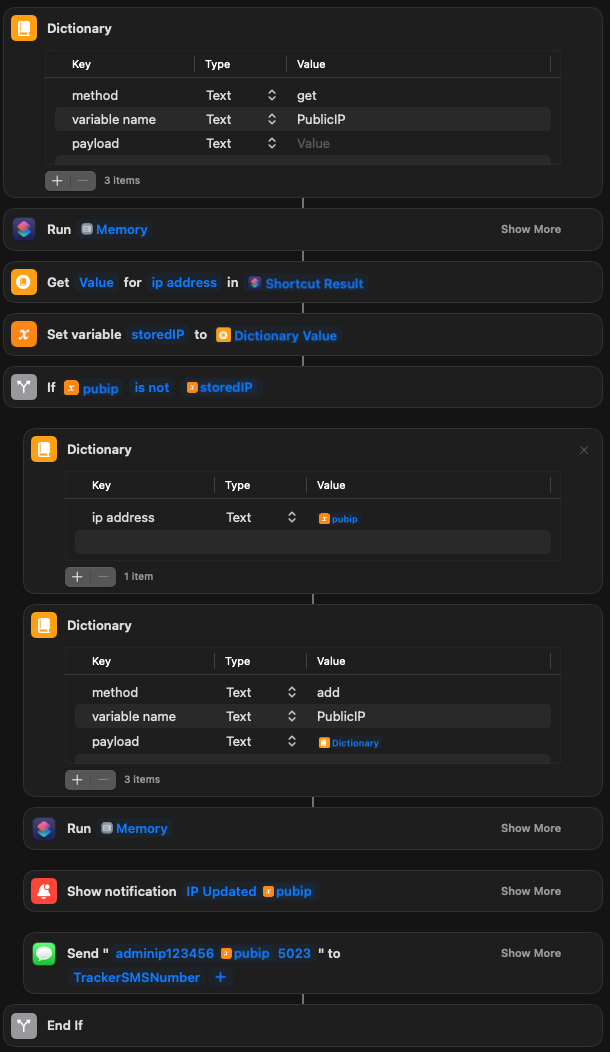 Dictionary
Key Type Value
method Text get
variable name Text PublicIP
payload Text Value
3 items
Run Memory Show More
Get Value for ip address in Shortcut Result
Set variable storedIP to Dictionary Value
If pubip is not storedIP
Dictionary
Key Type Value
ip address Text pubip
1 item
Dictionary
Key Type Value
method Text add
variable name Text PublicIP
payload Text Dictionary
3 items
Run Memory Show More
Show notification IP Updated pubip Show More
Send " adminip123456 pubip 5023 " to Show More
TrackerSMSNumber +
End If